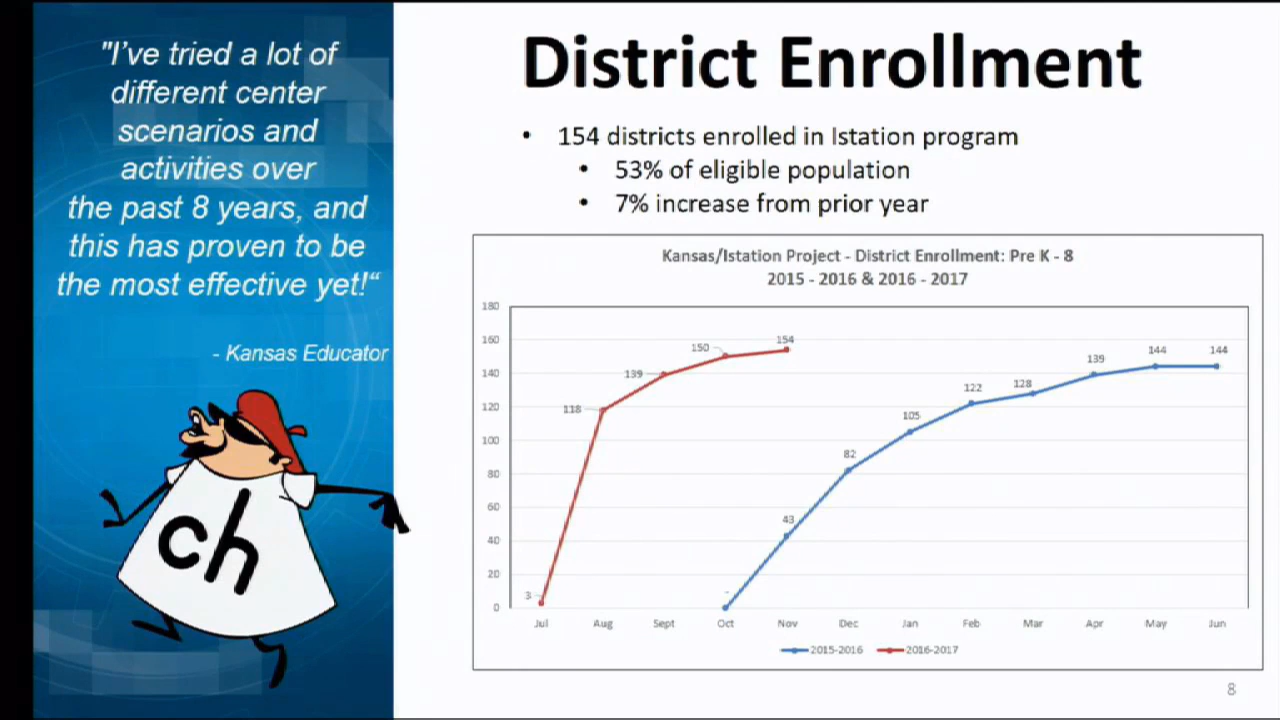 "I've tried a lot of
different center
scenarios and
activities over
the past 8 years, and
this has proven to be
the most effective yet!“
- Kansas Educator
ch
District Enrollment
• 154 districts enrolled in Istation program
• 53% of eligible population
• 7% increase from prior year
Kansas/Istation Project - District Enrollment: Pre K - 8
2015 - 2016 & 2016 - 2017
180
160
140
120
100
80
60
40
20
0
3
118
139
150
154
-
43
82
105
122
128
139
144
144
Jul Aug Sept Oct Nov Dec Jan Feb Mar Apr May Jun
2015-2016 2016-2017
8